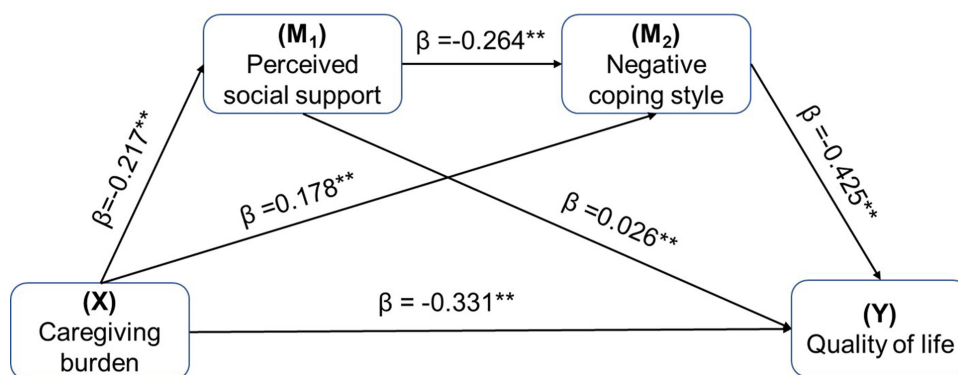 (M₁)
Perceived
social support
β =-0.264**
(M₂)
Negative
coping style
β=-0.217**
β =0.178**
β =0.026**
β =-0.425**
(X)
Caregiving
burden
β = -0.331**
(Y)
Quality of life